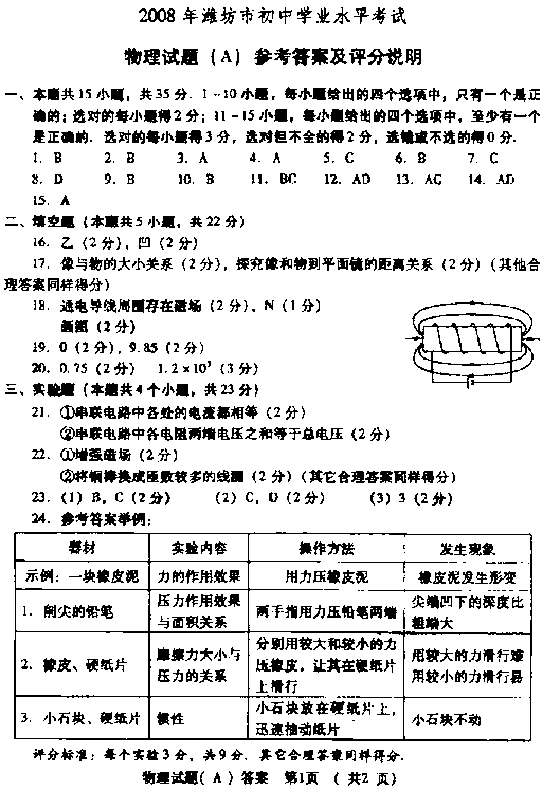 2008年潍坊市初中学业水平考试
物理试题（A）参考答案及评分说明
一、本题共15小题，共35分．1－10小题，每小题给出的四个选项中，只有一个是正
确的；选对的每小题得2分；11－15小题，每小题给出的四个选项中，至少有一个
是正确的．选对的每小题得3分，选对但不全的得2分，选错或不选的得0分．
1．B 2．B 3．A 4．A 5．C 6．B 7．C
8．D 9．B 10．B 11．BC 12．AD 13．AC 14．AD
15．A
二、填空题（本题共5小题，共22分）
16．乙（2分），凹（2分）
17．像与物的大小关系（2分），探究像和物到平面镜的距离关系（2分）（其他合
理答案同样得分）
18．通电导线周围存在磁场（2分），N（1分）
画图（2分）
19．0（2分），9.85（2分）
20．0.75（2分） 1.2×10³（3分）
三、实验题（本题共4个小题，共23分）
21．①串联电路中各处的电流都相等（2分）
②串联电路中各电阻两端电压之和等于总电压（2分）
22．①增强磁场（2分）
②将铜棒换成匝数较多的线圈（2分）（其它合理答案同样得分）
23．（1）B，C（2分） （2）C，D（2分） （3）3（2分）
24．参考答案举例：
器材 实验内容 操作方法 发生现象
示例：一块橡皮泥 力的作用效果 用力压橡皮泥 橡皮泥发生形变
1．削尖的铅笔 压力作用效果与面积关系 两手指用力压铅笔两端 尖端凹下的深度比粗端大
2．橡皮、硬纸片 摩擦力大小与压力的关系 分别用较大和较小的力压橡皮，让其在硬纸片上滑行 用较大的力滑行难用较小的力滑行易
3．小石块、硬纸片 惯性 小石块放在硬纸片上，迅速抽动纸片 小石块不动
评分标准：每个实验3分，共9分．其它合理答案同样得分．
物理试题（A）答案 第1页 （共2页）